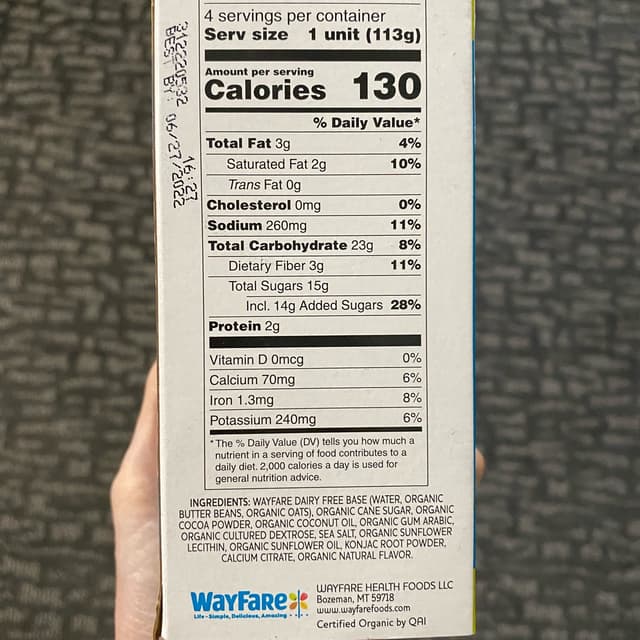 4 servings per container
Serv size 1 unit (113g)
Amount per serving
Calories 130
% Daily Value*
Total Fat 3g 4%
Saturated Fat 2g 10%
Trans Fat 0g
Cholesterol 0mg 0%
Sodium 260mg 11%
Total Carbohydrate 23g 8%
Dietary Fiber 3g 11%
Total Sugars 15g
Incl. 14g Added Sugars 28%
Protein 2g
Vitamin D 0mcg 0%
Calcium 70mg 6%
Iron 1.3mg 8%
Potassium 240mg 6%
*The % Daily Value (DV) tells you how much a
nutrient in a serving of food contributes to a
daily diet. 2,000 calories a day is used for
general nutrition advice.
INGREDIENTS: WAYFARE DAIRY FREE BASE (WATER, ORGANIC
BUTTER BEANS, ORGANIC OATS), ORGANIC CANE SUGAR, ORGANIC
COCOA POWDER, ORGANIC COCONUT OIL, ORGANIC GUM ARABIC,
ORGANIC CULTURED DEXTROSE, SEA SALT, ORGANIC SUNFLOWER
LECITHIN, ORGANIC SUNFLOWER OIL, KONJAC ROOT POWDER,
CALCIUM CITRATE, ORGANIC NATURAL FLAVOR.
WayFare
Life - Simple, Delicious, Amazing
WAYFARE HEALTH FOODS LLC
Bozeman, MT 59718
www.wayfarefoods.com
Certified Organic by QAI
16:27
BEST BY: 06/27/2022